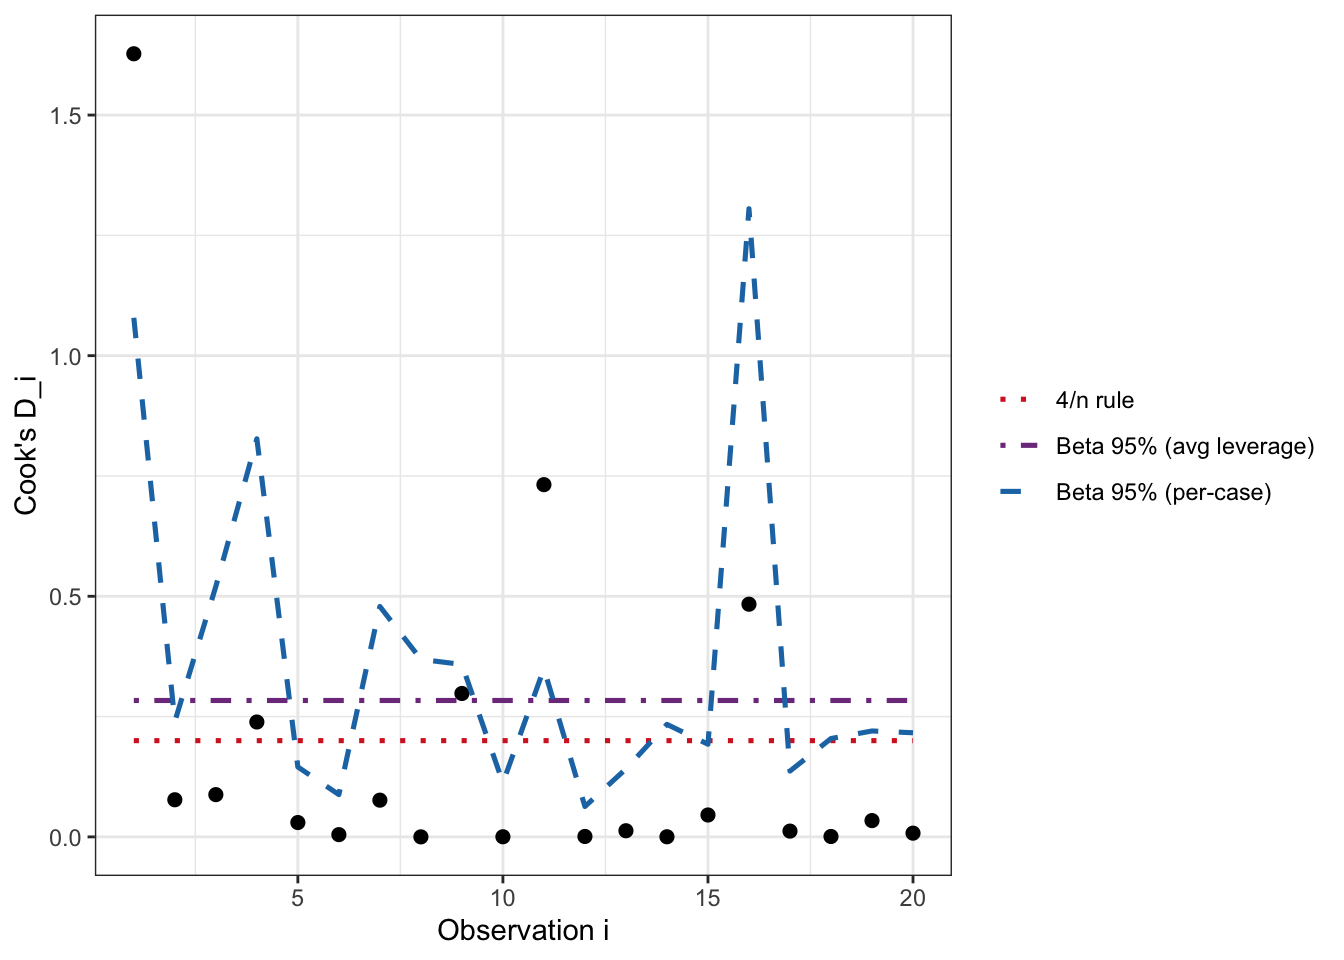 Cook's D_i
1.5
1.0
0.5
0.0
5
10
15
20
Observation i
4/n rule
Beta 95% (avg leverage)
Beta 95% (per-case)